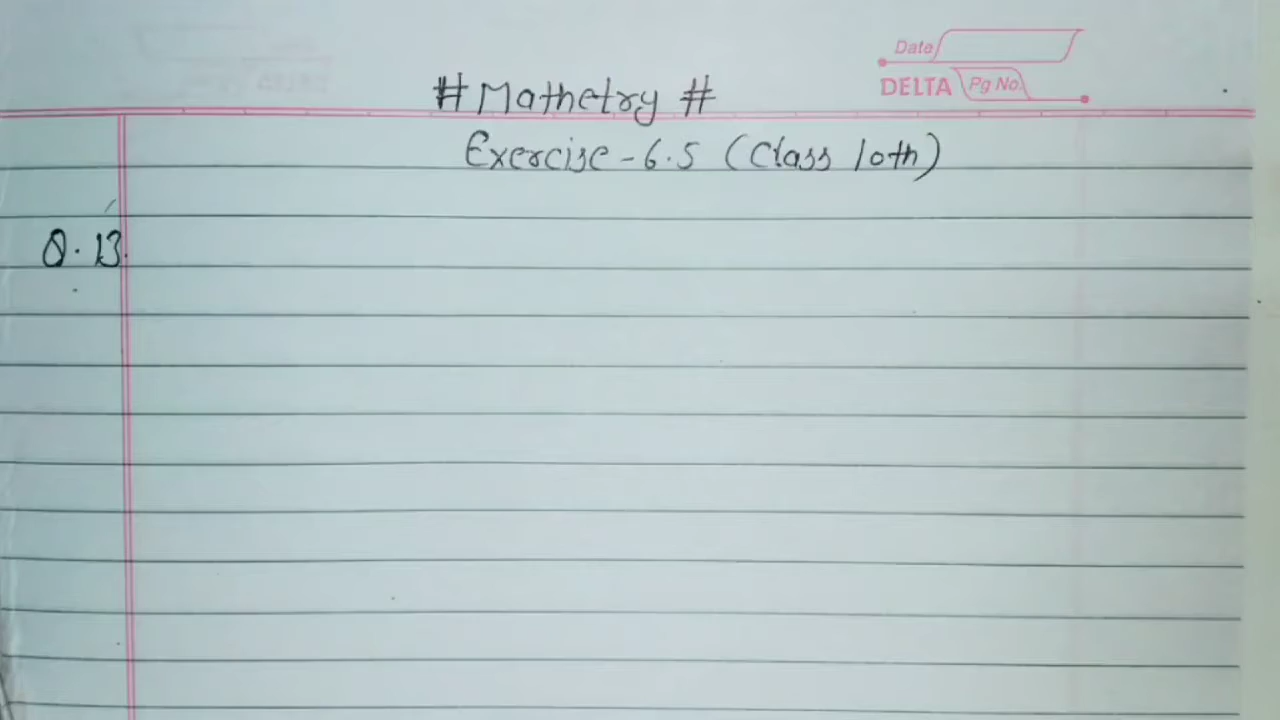 Date
DELTA Pg No.
# Mathetry #
Exercise - 6.5 (Class 10th)
Q. 13.